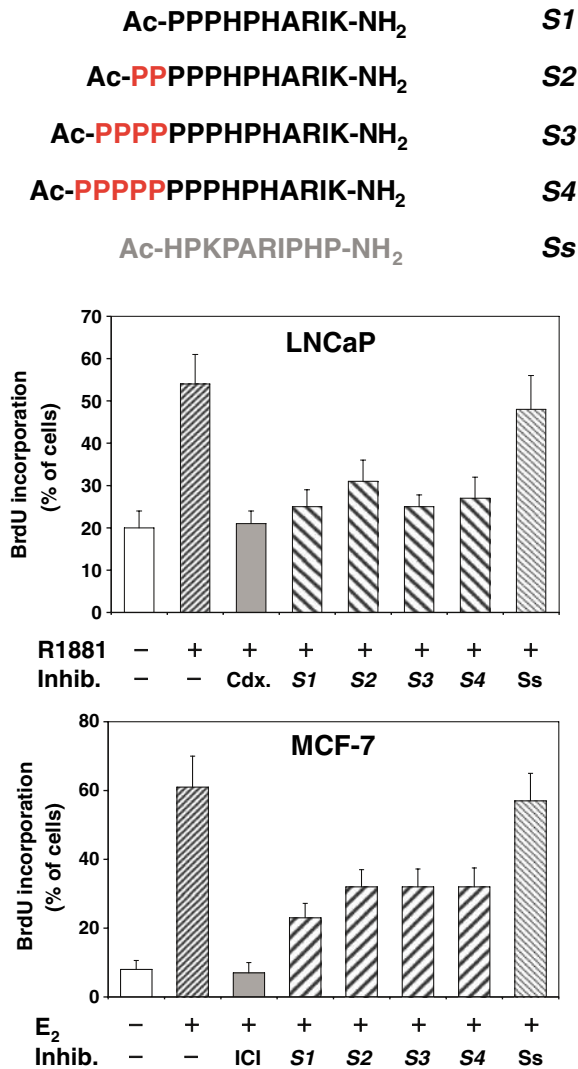 Ac-PPPHPHARIK-NH2 S1
Ac-PPPPPHPHARIK-NH2 S2
Ac-PPPPPPPHPHARIK-NH2 S3
Ac-PPPPPPPPHPHARIK-NH2 S4
Ac-HPKPARIPHP-NH2 Ss
LNCaP
BrdU incorporation
(% of cells)
70
60
50
40
30
20
10
0
R1881 – + + + + + + +
Inhib. – – Cdx. S1 S2 S3 S4 Ss
MCF-7
BrdU incorporation
(% of cells)
80
60
40
20
0
E2 – + + + + + + +
Inhib. – – ICI S1 S2 S3 S4 Ss